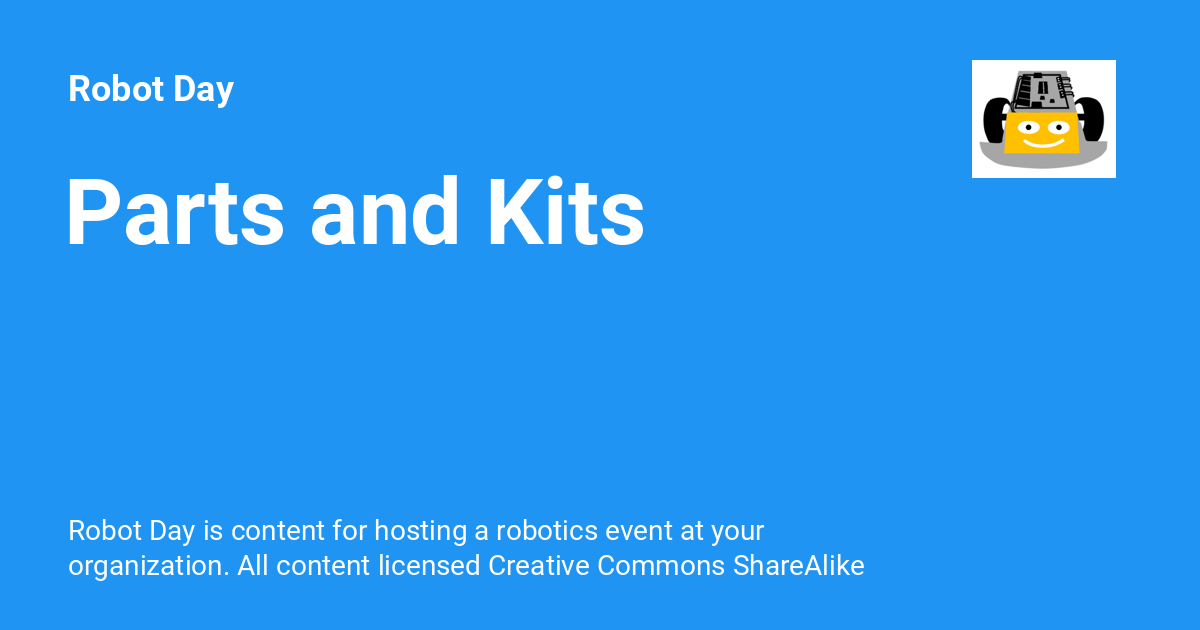 Robot Day
Parts and Kits
Robot Day is content for hosting a robotics event at your
organization. All content licensed Creative Commons ShareAlike